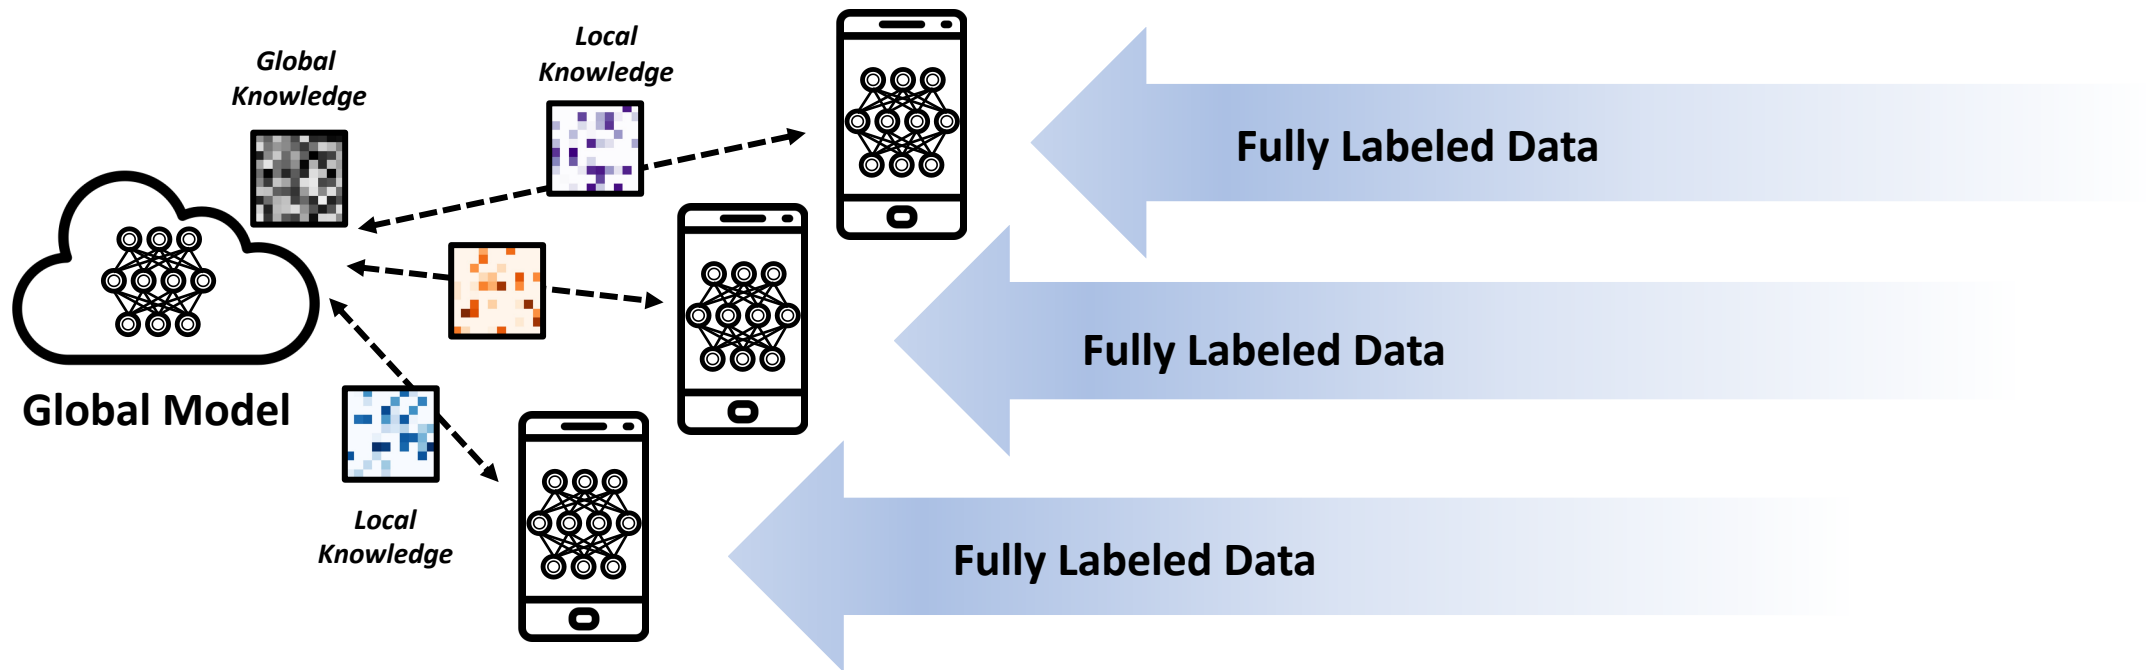 Global
Knowledge
Local
Knowledge
Fully Labeled Data
Fully Labeled Data
Global Model
Local
Knowledge
Fully Labeled Data